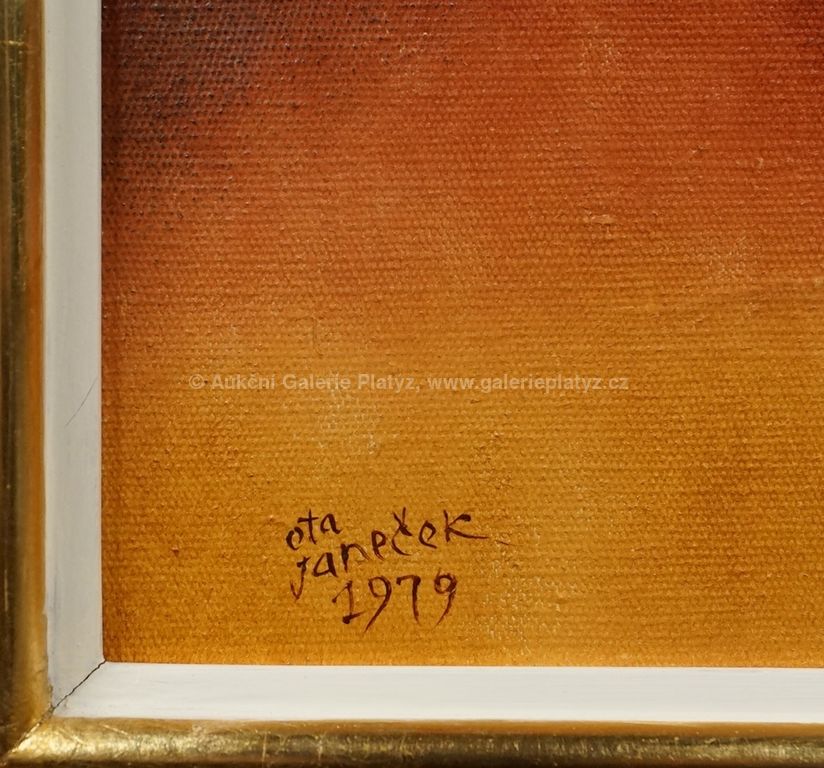 © Aukční Galerie Platyz, www.galerieplatyz.cz
ota
janeček
1979